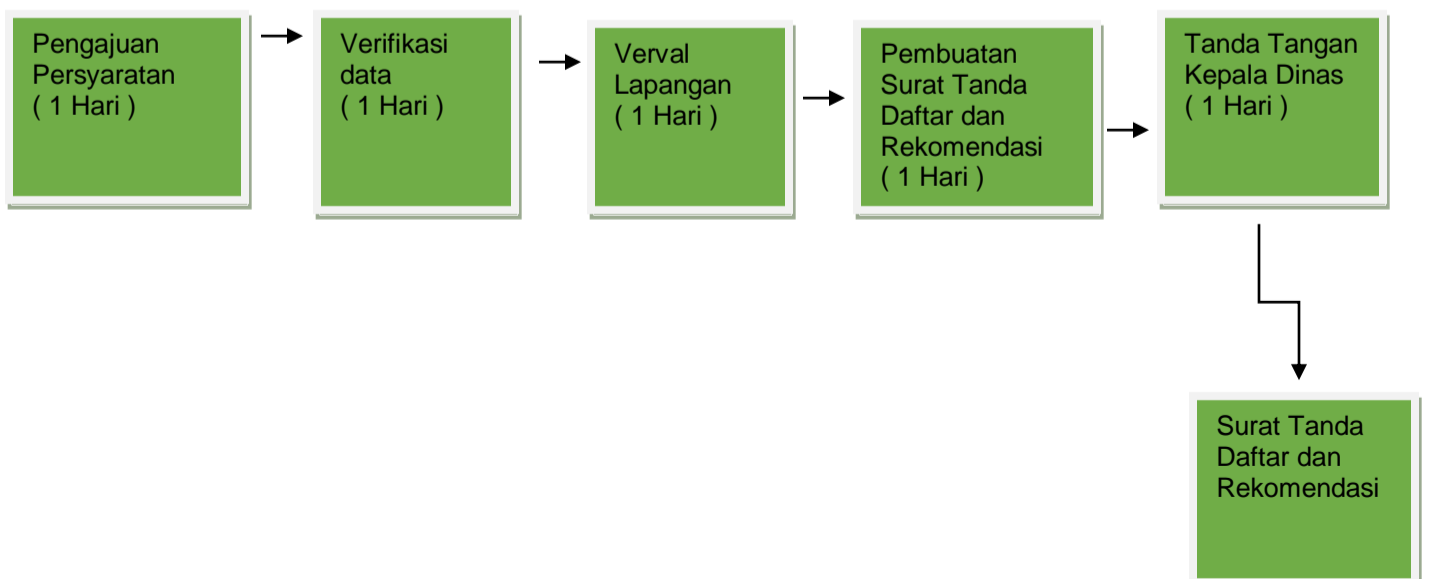 Pengajuan
Persyaratan
( 1 Hari )
Verifikasi
data
( 1 Hari )
Verval
Lapangan
( 1 Hari )
Pembuatan
Surat Tanda
Daftar dan
Rekomendasi
( 1 Hari )
Tanda Tangan
Kepala Dinas
( 1 Hari )
Surat Tanda
Daftar dan
Rekomendasi